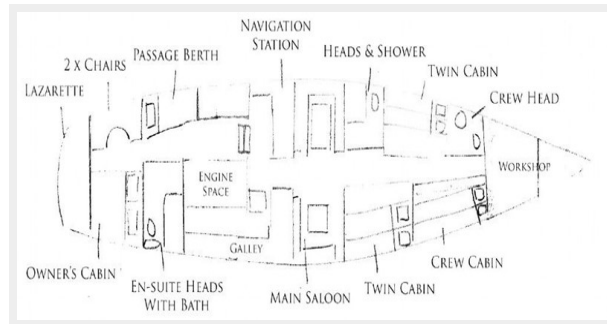 NAVIGATION
STATION
PASSAGE BERTH
HEADS & SHOWER
2 X CHAIRS
TWIN CABIN
LAZARETTE
CREW HEAD
WORKSHOP
ENGINE
SPACE
GALLEY
OWNER'S CABIN
EN-SUITE HEADS
WITH BATH
MAIN SALOON
TWIN CABIN
CREW CABIN